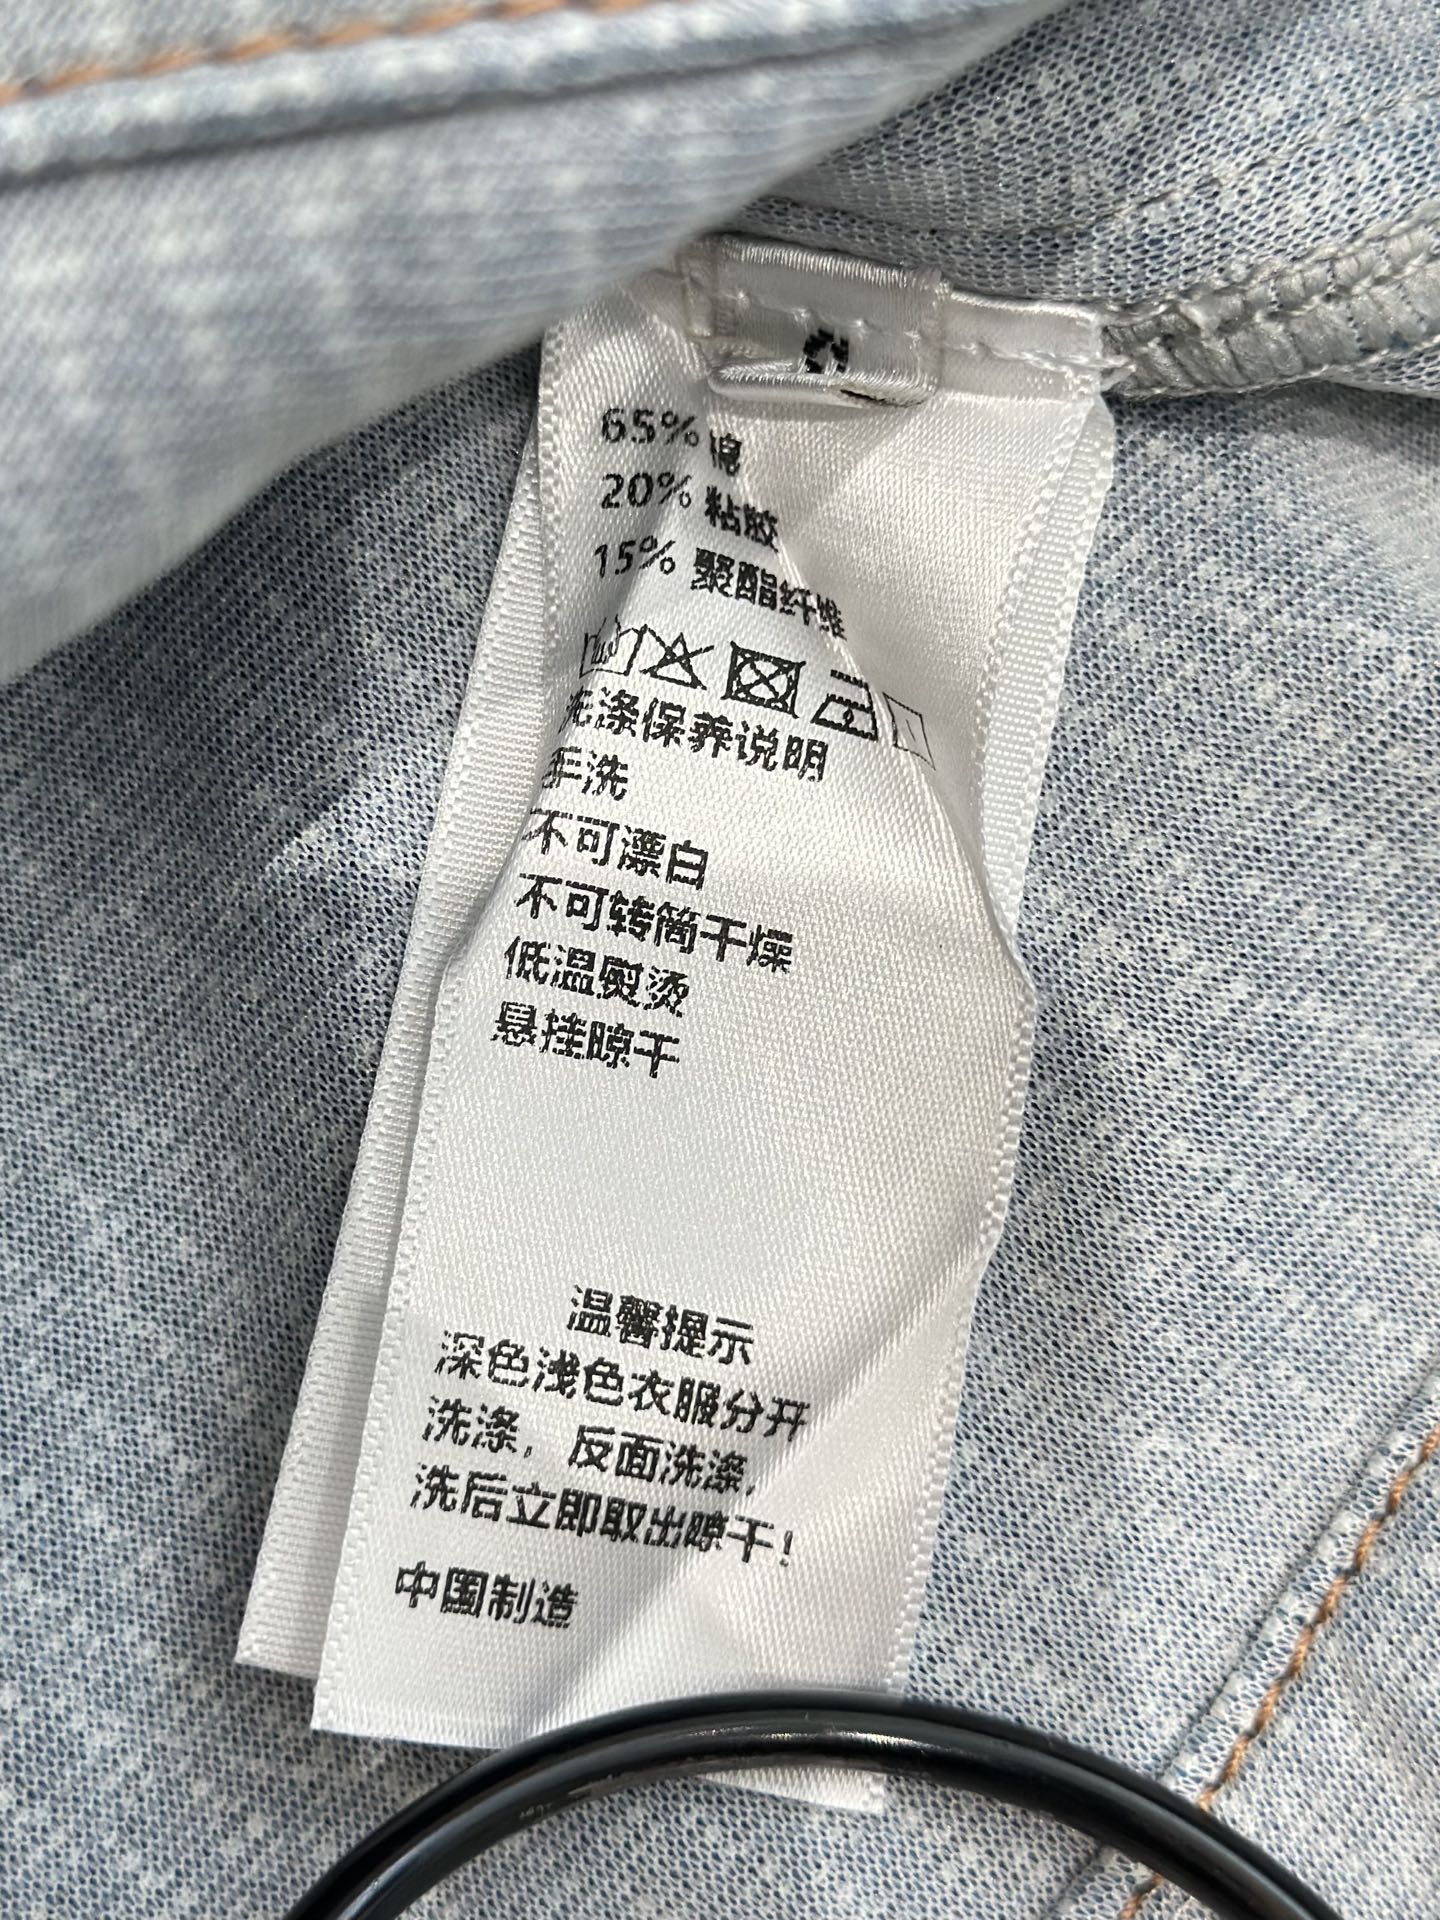 65% 棉
20% 粘胶
15% 聚酯纤维
洗涤保养说明
手洗
不可漂白
不可转筒干燥
低温熨烫
悬挂晾干
温馨提示
深色浅色衣服分开
洗涤，反面洗涤，
洗后立即取出晾干！
中国制造